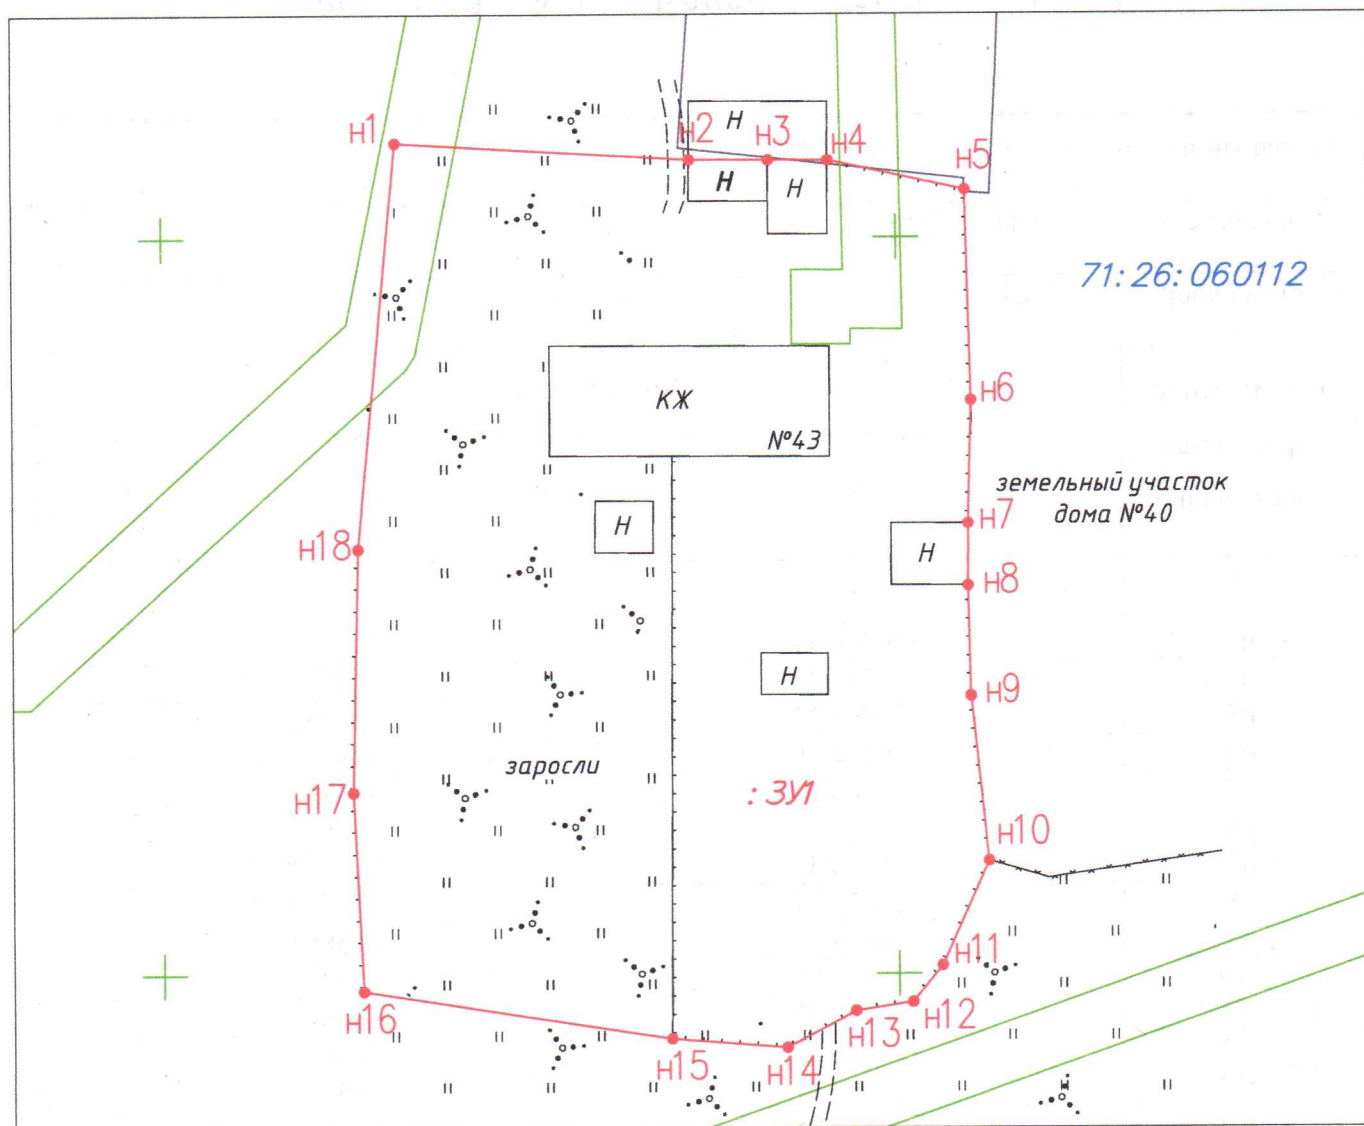 н1
Н
н2
н3
н4
н5
Н
Н
71:26:060112
КЖ
№43
н6
земельный участок
дома №40
н7
Н
Н
н8
н18
Н
н9
заросли
:ЗУ1
н17
н10
н11
н12
н13
н16
н15
н14